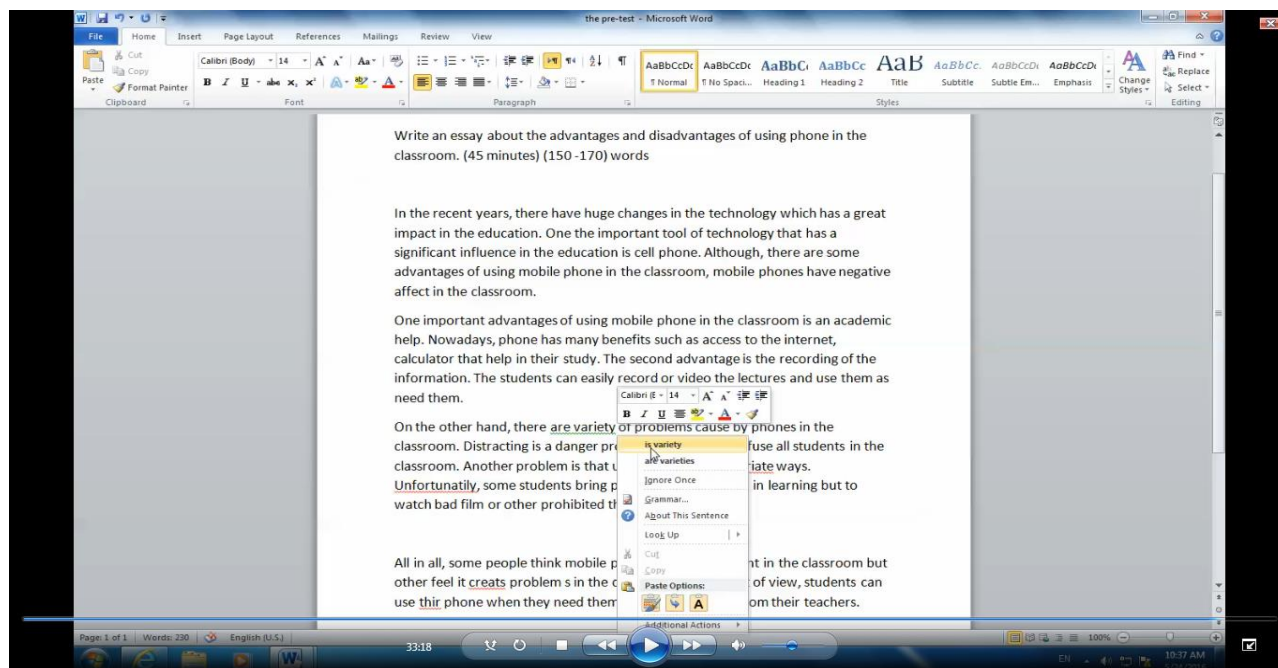 the pre-test - Microsoft Word
File Home Insert Page Layout References Mailings Review View
Cut
Copy
Paste
Format Painter
Clipboard
Calibri (Body) 14
Font
Paragraph
AaBbCcDc AaBbCcDc AaBbC AaBbCc AaB AaBbCc. AaBbCcDi AaBbCcDc
¶ Normal ¶ No Spaci... Heading 1 Heading 2 Title Subtitle Subtle Em... Emphasis
Styles
Change Styles
Find
Replace
Select
Editing
Write an essay about the advantages and disadvantages of using phone in the
classroom. (45 minutes) (150 -170) words
In the recent years, there have huge changes in the technology which has a great
impact in the education. One the important tool of technology that has a
significant influence in the education is cell phone. Although, there are some
advantages of using mobile phone in the classroom, mobile phones have negative
affect in the classroom.
One important advantages of using mobile phone in the classroom is an academic
help. Nowadays, phone has many benefits such as access to the internet,
calculator that help in their study. The second advantage is the recording of the
information. The students can easily record or video the lectures and use them as
need them.
Calibri (E 14
On the other hand, there are variety of problems cause by phones in the
classroom. Distracting is a danger pr fuse all students in the
classroom. Another problem is that u iate ways.
Unfortunatily, some students bring p in learning but to
watch bad film or other prohibited t
is variety
are varieties
Ignore Once
Grammar...
About This Sentence
Look Up
Cut
Copy
Paste Options:
Additional Actions
All in all, some people think mobile p nt in the classroom but
other feel it creats problem s in the c of view, students can
use thir phone when they need them om their teachers.
Page: 1 of 1 Words: 230 English (U.S.) 100%
33:18
EN 10:37 AM